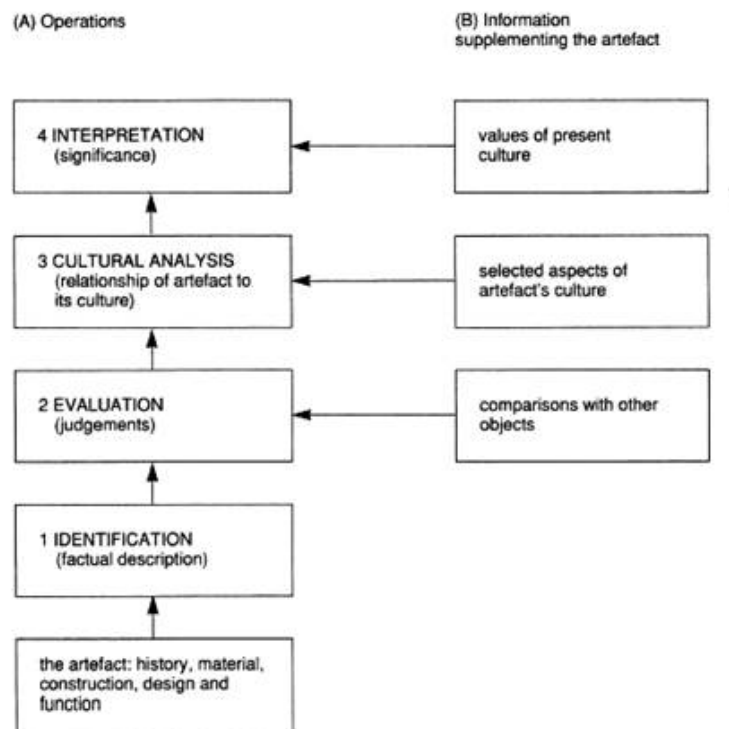 (A) Operations
(B) Information
supplementing the artefact
4 INTERPRETATION
(significance)
values of present
culture
3 CULTURAL ANALYSIS
(relationship of artefact to
its culture)
selected aspects of
artefact's culture
2 EVALUATION
(judgements)
comparisons with other
objects
1 IDENTIFICATION
(factual description)
the artefact: history, material,
construction, design and
function